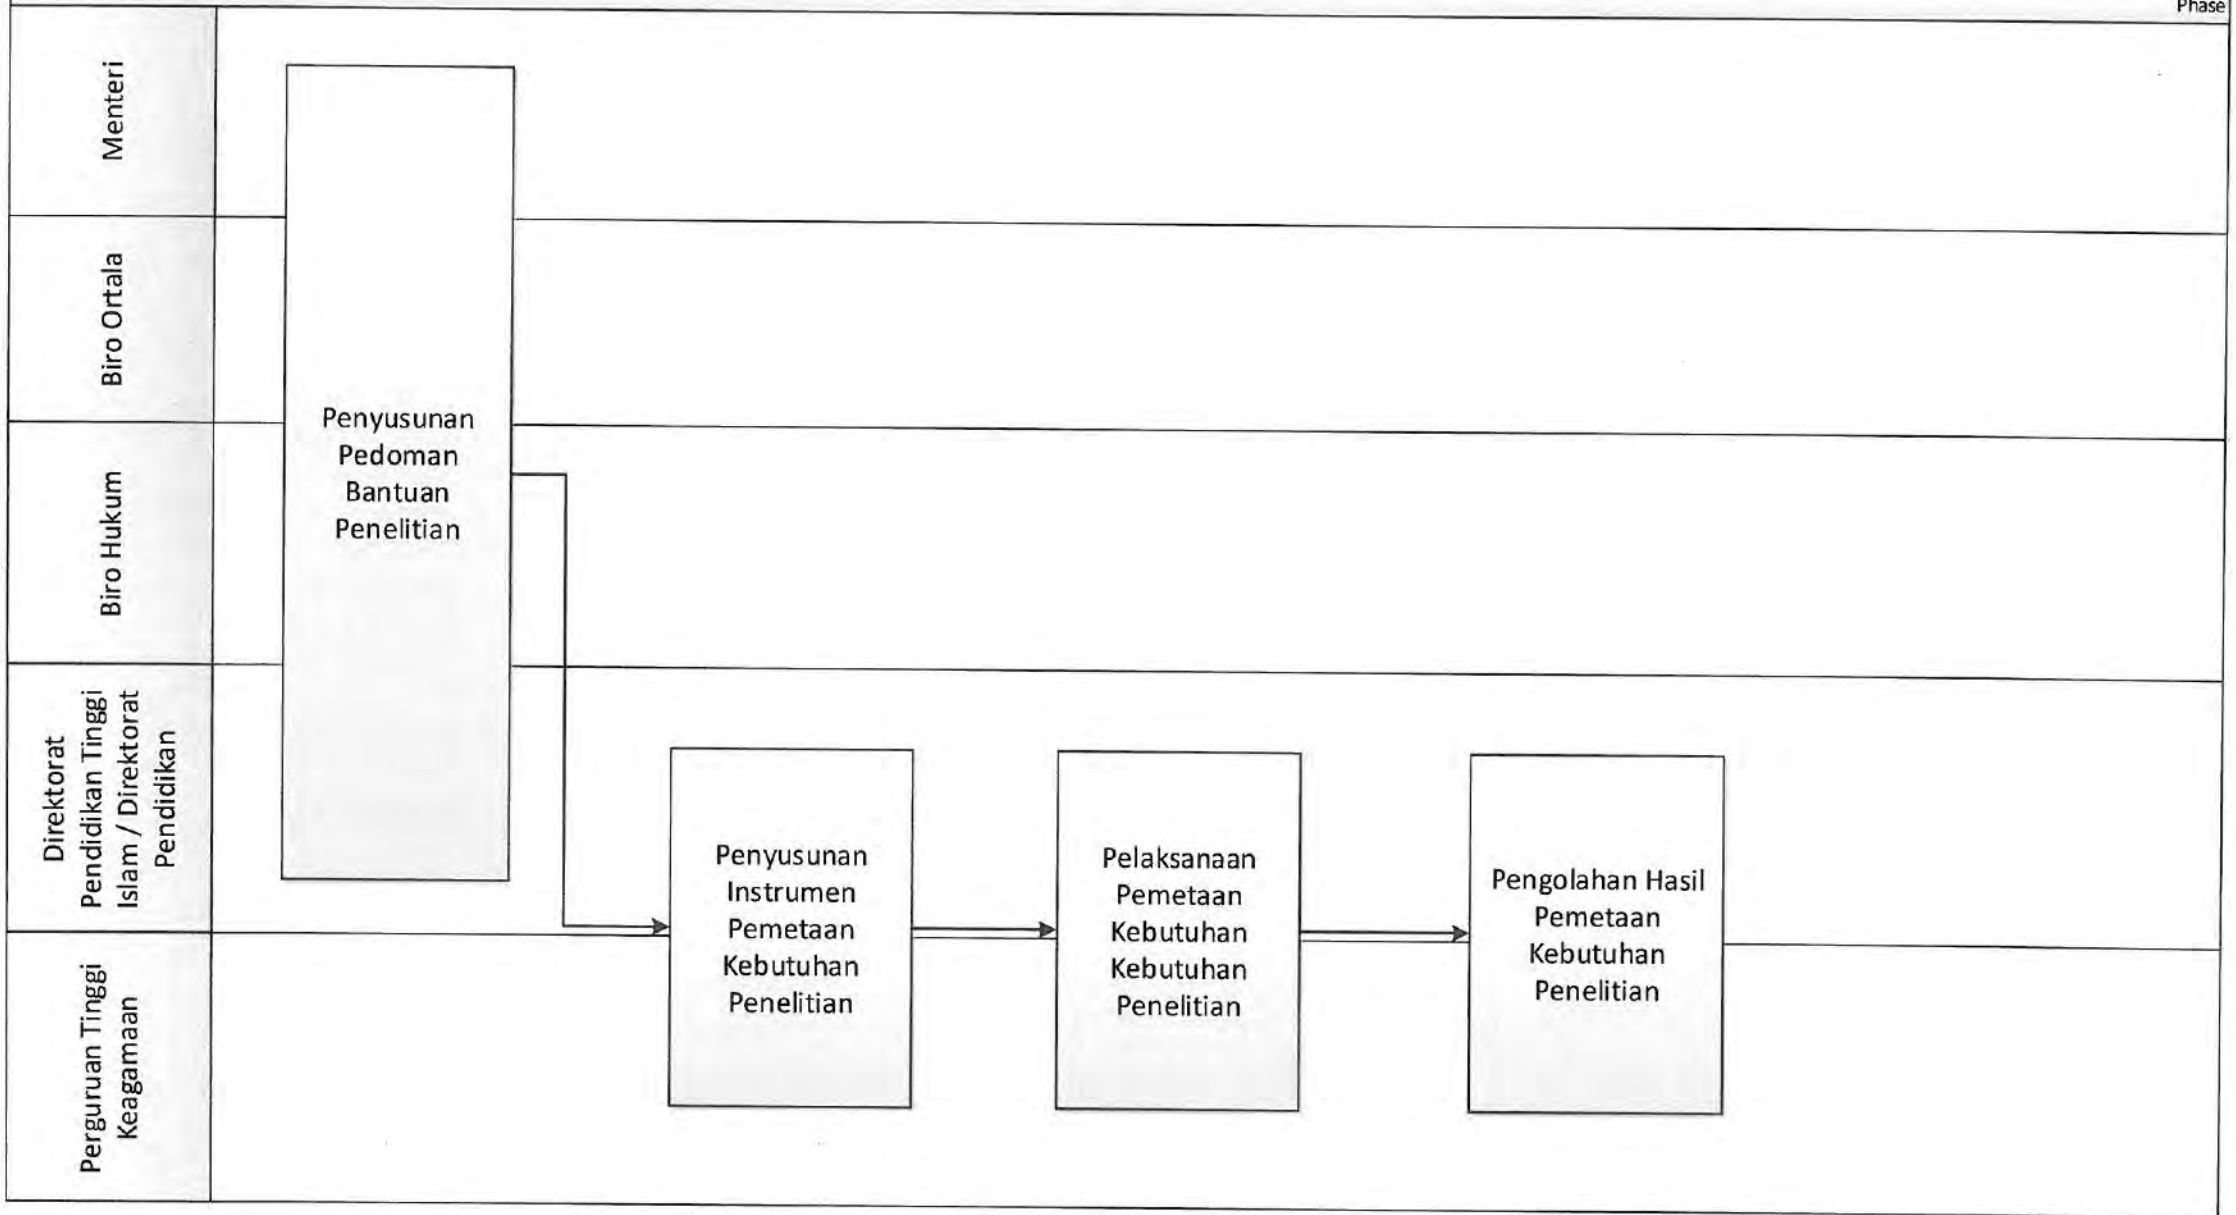 Phase
Menteri
Biro Ortala
Biro Hukum
Direktorat
Pendidikan Tinggi
Islam / Direktorat
Pendidikan
Perguruan Tinggi
Keagamaan
Penyusunan
Pedoman
Bantuan
Penelitian
Penyusunan
Instrumen
Pemetaan
Kebutuhan
Penelitian
Pelaksanaan
Pemetaan
Kebutuhan
Kebutuhan
Penelitian
Pengolahan Hasil
Pemetaan
Kebutuhan
Penelitian